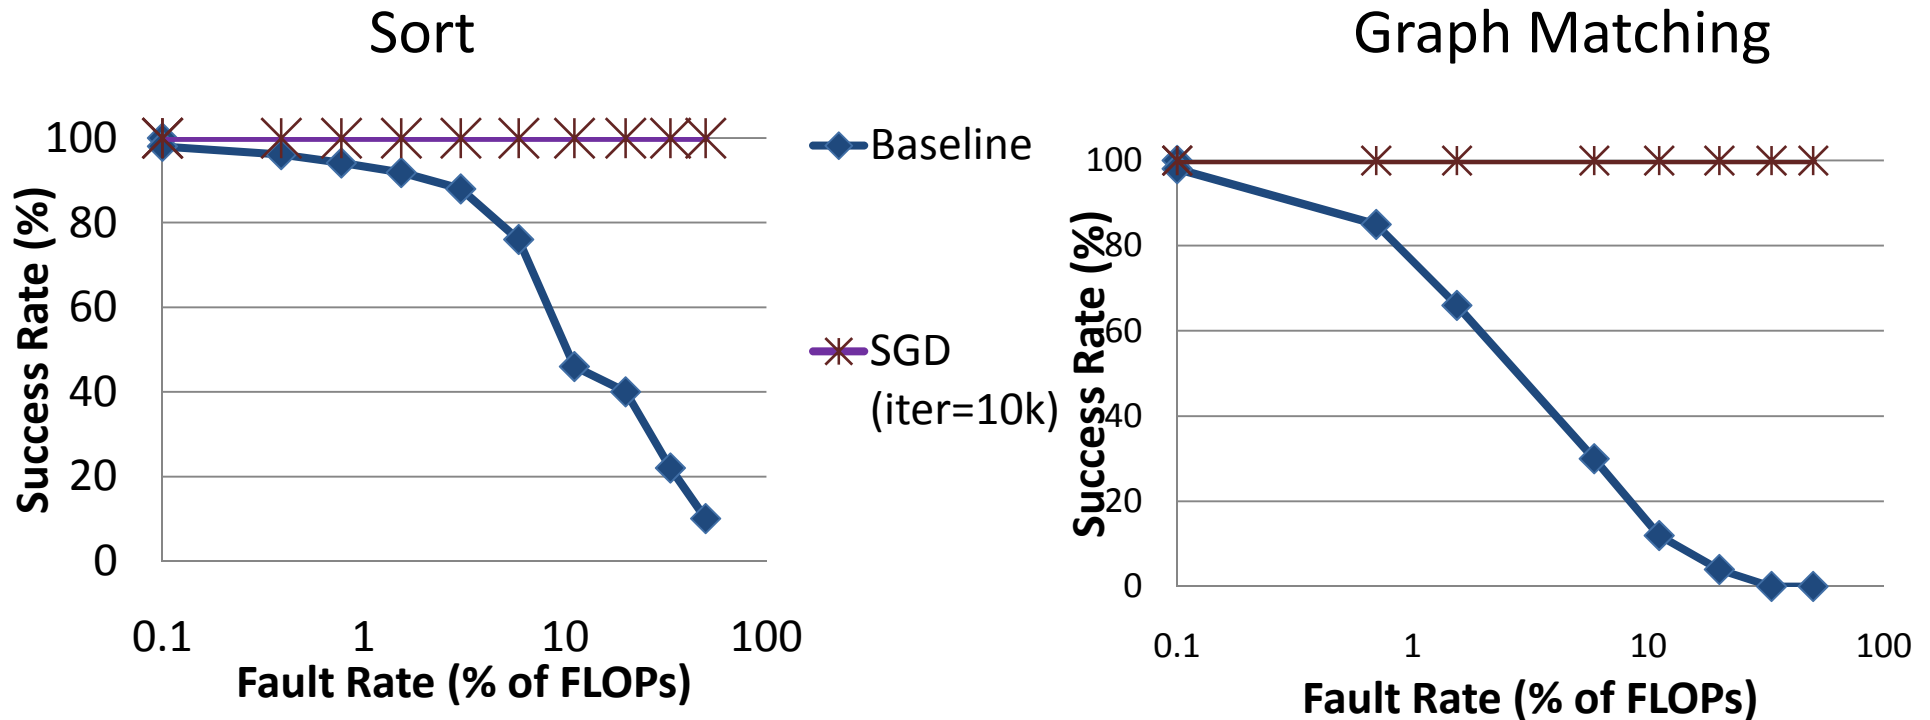 Sort
Success Rate (%)
100
80
60
40
20
0
0.1 1 10 100
Fault Rate (% of FLOPs)
Baseline
SGD
(iter=10k)
Graph Matching
Success Rate (%)
100
80
60
40
20
0
0.1 1 10 100
Fault Rate (% of FLOPs)